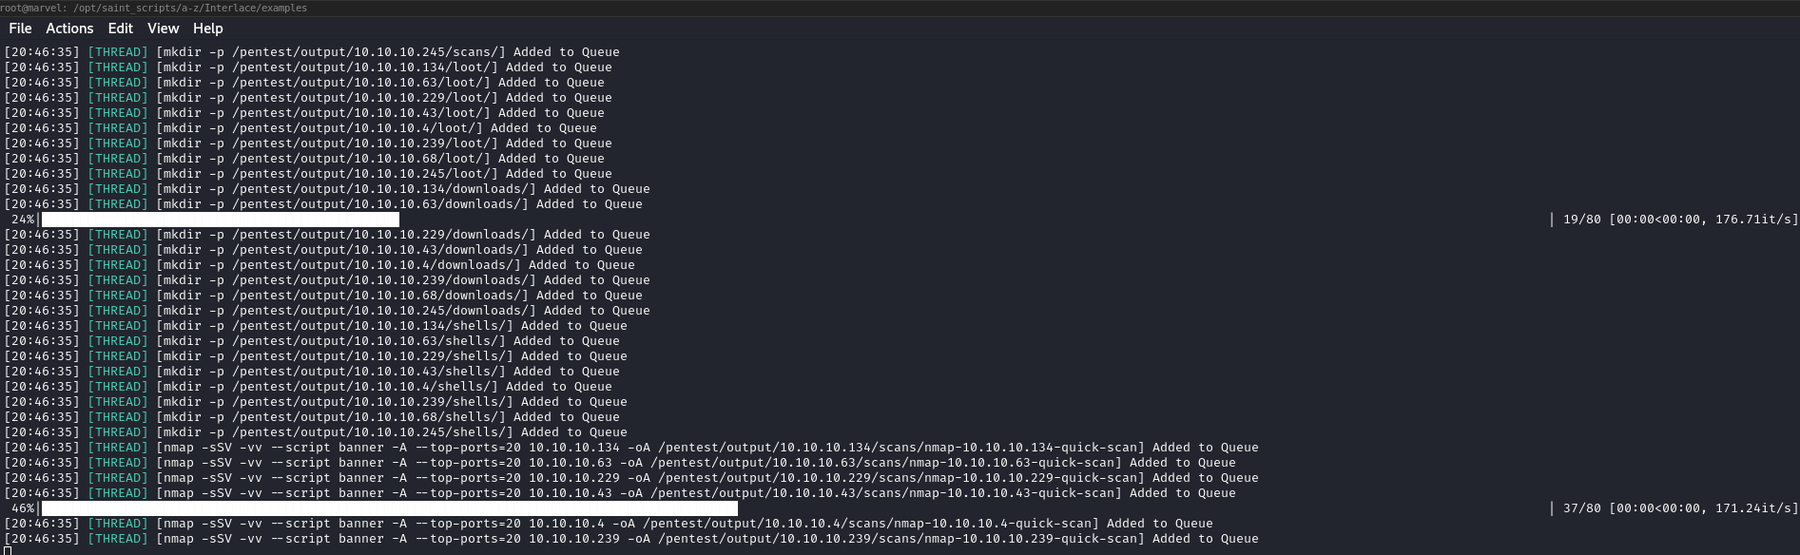 root@marvel: /opt/saint_scripts/a-z/Interlace/examples
File Actions Edit View Help
[20:46:35] [THREAD] [mkdir -p /pentest/output/10.10.10.245/scans/] Added to Queue
[20:46:35] [THREAD] [mkdir -p /pentest/output/10.10.10.134/loot/] Added to Queue
[20:46:35] [THREAD] [mkdir -p /pentest/output/10.10.10.63/loot/] Added to Queue
[20:46:35] [THREAD] [mkdir -p /pentest/output/10.10.10.229/loot/] Added to Queue
[20:46:35] [THREAD] [mkdir -p /pentest/output/10.10.10.43/loot/] Added to Queue
[20:46:35] [THREAD] [mkdir -p /pentest/output/10.10.10.4/loot/] Added to Queue
[20:46:35] [THREAD] [mkdir -p /pentest/output/10.10.10.239/loot/] Added to Queue
[20:46:35] [THREAD] [mkdir -p /pentest/output/10.10.10.68/loot/] Added to Queue
[20:46:35] [THREAD] [mkdir -p /pentest/output/10.10.10.245/loot/] Added to Queue
[20:46:35] [THREAD] [mkdir -p /pentest/output/10.10.10.134/downloads/] Added to Queue
[20:46:35] [THREAD] [mkdir -p /pentest/output/10.10.10.63/downloads/] Added to Queue
24%| | 19/80 [00:00<00:00, 176.71it/s]
[20:46:35] [THREAD] [mkdir -p /pentest/output/10.10.10.229/downloads/] Added to Queue
[20:46:35] [THREAD] [mkdir -p /pentest/output/10.10.10.43/downloads/] Added to Queue
[20:46:35] [THREAD] [mkdir -p /pentest/output/10.10.10.4/downloads/] Added to Queue
[20:46:35] [THREAD] [mkdir -p /pentest/output/10.10.10.239/downloads/] Added to Queue
[20:46:35] [THREAD] [mkdir -p /pentest/output/10.10.10.68/downloads/] Added to Queue
[20:46:35] [THREAD] [mkdir -p /pentest/output/10.10.10.245/downloads/] Added to Queue
[20:46:35] [THREAD] [mkdir -p /pentest/output/10.10.10.134/shells/] Added to Queue
[20:46:35] [THREAD] [mkdir -p /pentest/output/10.10.10.63/shells/] Added to Queue
[20:46:35] [THREAD] [mkdir -p /pentest/output/10.10.10.229/shells/] Added to Queue
[20:46:35] [THREAD] [mkdir -p /pentest/output/10.10.10.43/shells/] Added to Queue
[20:46:35] [THREAD] [mkdir -p /pentest/output/10.10.10.4/shells/] Added to Queue
[20:46:35] [THREAD] [mkdir -p /pentest/output/10.10.10.239/shells/] Added to Queue
[20:46:35] [THREAD] [mkdir -p /pentest/output/10.10.10.68/shells/] Added to Queue
[20:46:35] [THREAD] [mkdir -p /pentest/output/10.10.10.245/shells/] Added to Queue
[20:46:35] [THREAD] [nmap -sSV -vv --script banner -A --top-ports=20 10.10.10.134 -oA /pentest/output/10.10.10.134/scans/nmap-10.10.10.134-quick-scan] Added to Queue
[20:46:35] [THREAD] [nmap -sSV -vv --script banner -A --top-ports=20 10.10.10.63 -oA /pentest/output/10.10.10.63/scans/nmap-10.10.10.63-quick-scan] Added to Queue
[20:46:35] [THREAD] [nmap -sSV -vv --script banner -A --top-ports=20 10.10.10.229 -oA /pentest/output/10.10.10.229/scans/nmap-10.10.10.229-quick-scan] Added to Queue
[20:46:35] [THREAD] [nmap -sSV -vv --script banner -A --top-ports=20 10.10.10.43 -oA /pentest/output/10.10.10.43/scans/nmap-10.10.10.43-quick-scan] Added to Queue
46%| | 37/80 [00:00<00:00, 171.24it/s]
[20:46:35] [THREAD] [nmap -sSV -vv --script banner -A --top-ports=20 10.10.10.4 -oA /pentest/output/10.10.10.4/scans/nmap-10.10.10.4-quick-scan] Added to Queue
[20:46:35] [THREAD] [nmap -sSV -vv --script banner -A --top-ports=20 10.10.10.239 -oA /pentest/output/10.10.10.239/scans/nmap-10.10.10.239-quick-scan] Added to Queue